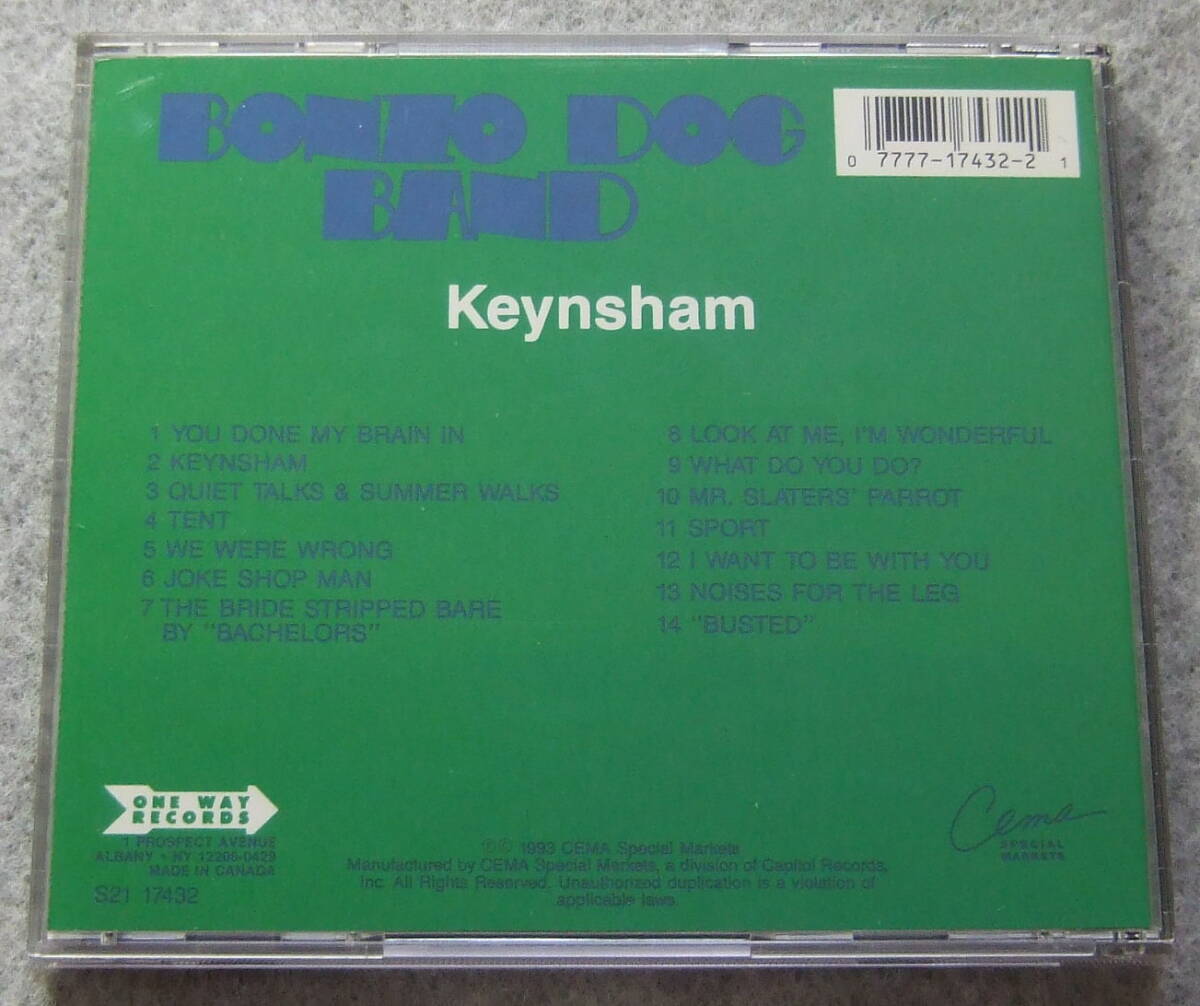 BONZO DOG
BAND
0 7777-17432-2 1
Keynsham
1 YOU DONE MY BRAIN IN
2 KEYNSHAM
3 QUIET TALKS & SUMMER WALKS
4 TENT
5 WE WERE WRONG
6 JOKE SHOP MAN
7 THE BRIDE STRIPPED BARE
BY "BACHELORS"
8 LOOK AT ME, I'M WONDERFUL
9 WHAT DO YOU DO?
10 MR. SLATERS' PARROT
11 SPORT
12 I WANT TO BE WITH YOU
13 NOISES FOR THE LEG
14 "BUSTED"
ONE WAY
RECORDS
1 PROSPECT AVENUE
ALBANY • NY 12206-0429
MADE IN CANADA
S21 17432
℗© 1993 CEMA Special Markets
Manufactured by CEMA Special Markets, a division of Capitol Records,
Inc. All Rights Reserved. Unauthorized duplication is a violation of
applicable laws.
Cema
SPECIAL
MARKETS